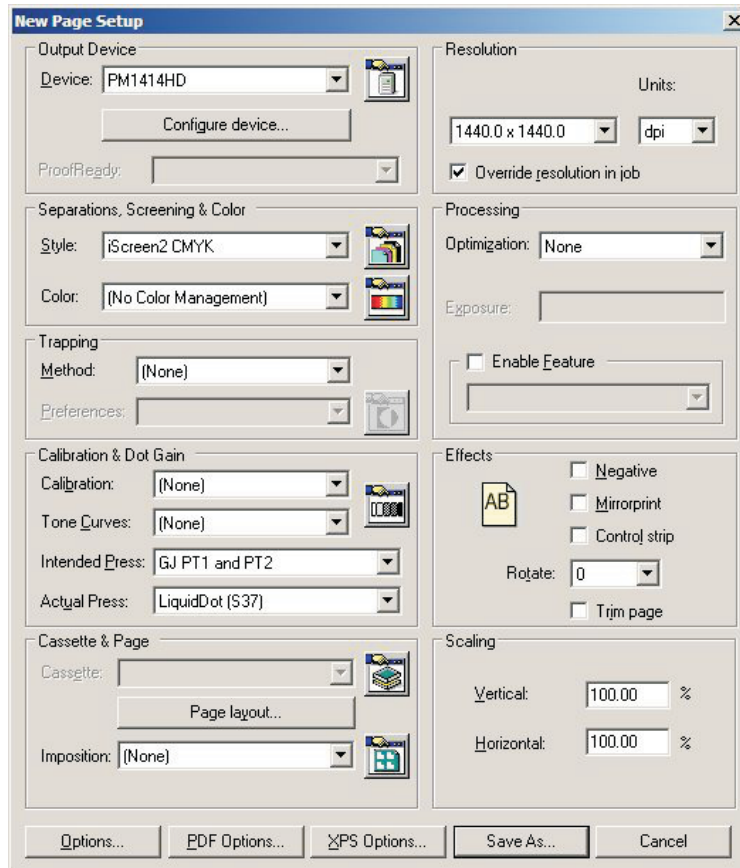 New Page Setup
Output Device
Device: PM1414HD
Configure device...
ProofReady:
Separations, Screening & Color
Style: iScreen2 CMYK
Color: (No Color Management)
Trapping
Method: (None)
Preferences:
Calibration & Dot Gain
Calibration: (None)
Tone Curves: (None)
Intended Press: GJ PT1 and PT2
Actual Press: LiquidDot (S37)
Cassette & Page
Cassette:
Page layout...
Imposition: (None)
Resolution
Units:
1440.0 x 1440.0 dpi
Override resolution in job
Processing
Optimization: None
Exposure:
Enable Feature
Effects
AB
Negative
Mirrorprint
Control strip
Rotate: 0
Trim page
Scaling
Vertical: 100.00 %
Horizontal: 100.00 %
Options... PDF Options... XPS Options... Save As... Cancel